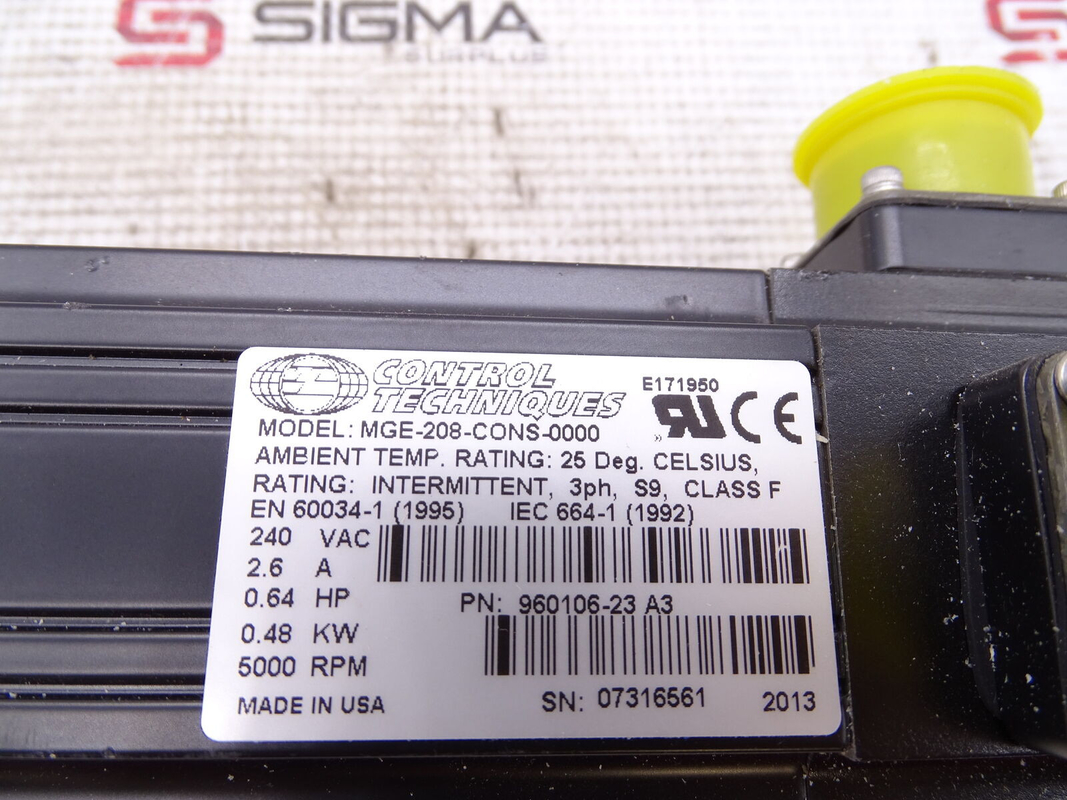 SIGMA
SURPLUS
CONTROL
TECHNIQUES
E171950
MODEL: MGE-208-CONS-0000
AMBIENT TEMP. RATING: 25 Deg. CELSIUS,
RATING: INTERMITTENT, 3ph, S9, CLASS F
EN 60034-1 (1995) IEC 664-1 (1992)
240 VAC
2.6 A
0.64 HP
PN: 960106-23 A3
0.48 KW
5000 RPM
MADE IN USA
SN: 07316561
2013